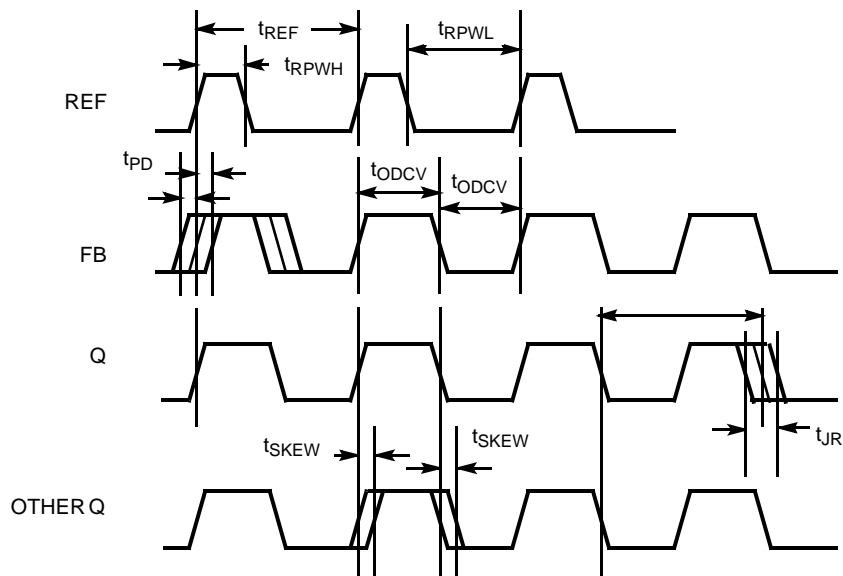 tREF
tRPWL
tRPWH
REF
tPD
tODCV
tODCV
FB
Q
tJR
tSKEW
tSKEW
OTHER Q